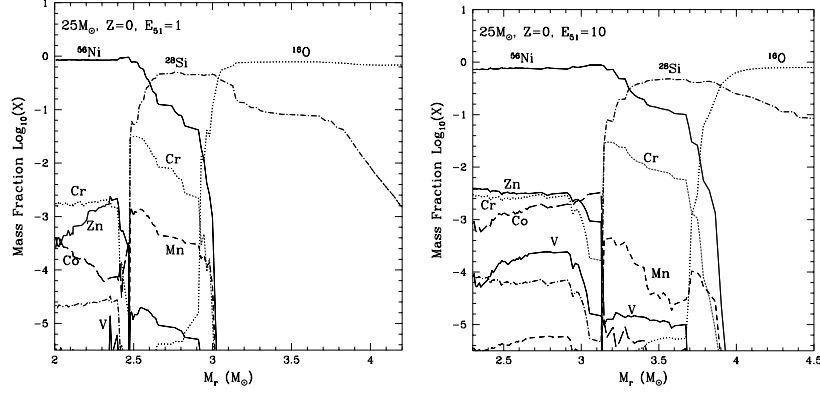 25M⊙, Z=0, E51=1
56Ni
28Si
16O
Cr
Cr
Zn
Co
Mn
V
Mass Fraction Log10(X)
1
0
-1
-2
-3
-4
-5
2
2.5
3
3.5
4
Mr (M⊙)
25M⊙, Z=0, E51=10
56Ni
28Si
16O
Zn
Cr
Co
Cr
V
Mn
V
Mass Fraction Log10(X)
1
0
-1
-2
-3
-4
-5
2.5
3
3.5
4
4.5
Mr (M⊙)